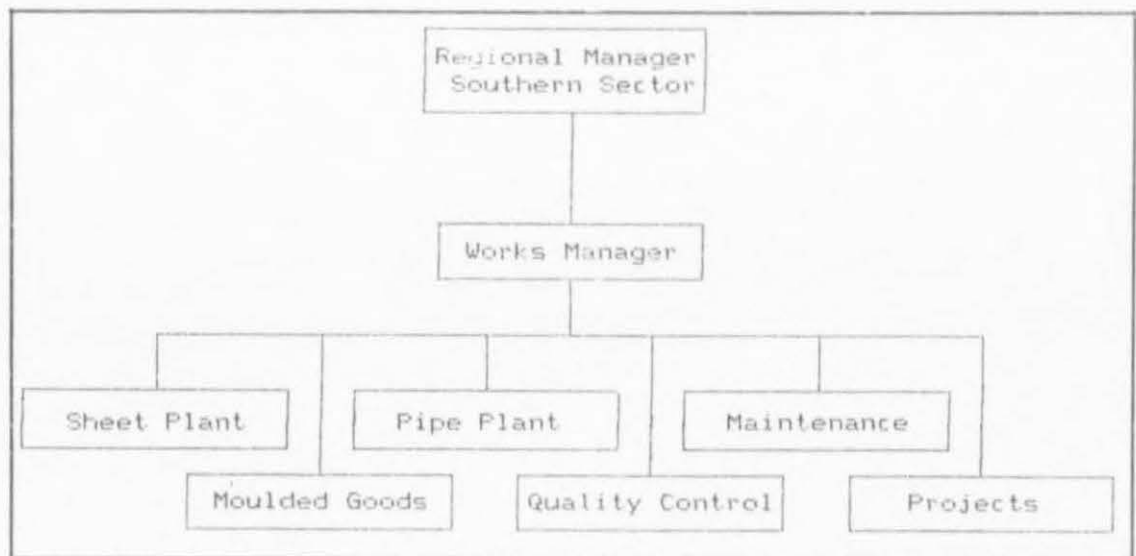 Regional Manager
Southern Sector
Works Manager
Sheet Plant
Pipe Plant
Maintenance
Moulded Goods
Quality Control
Projects